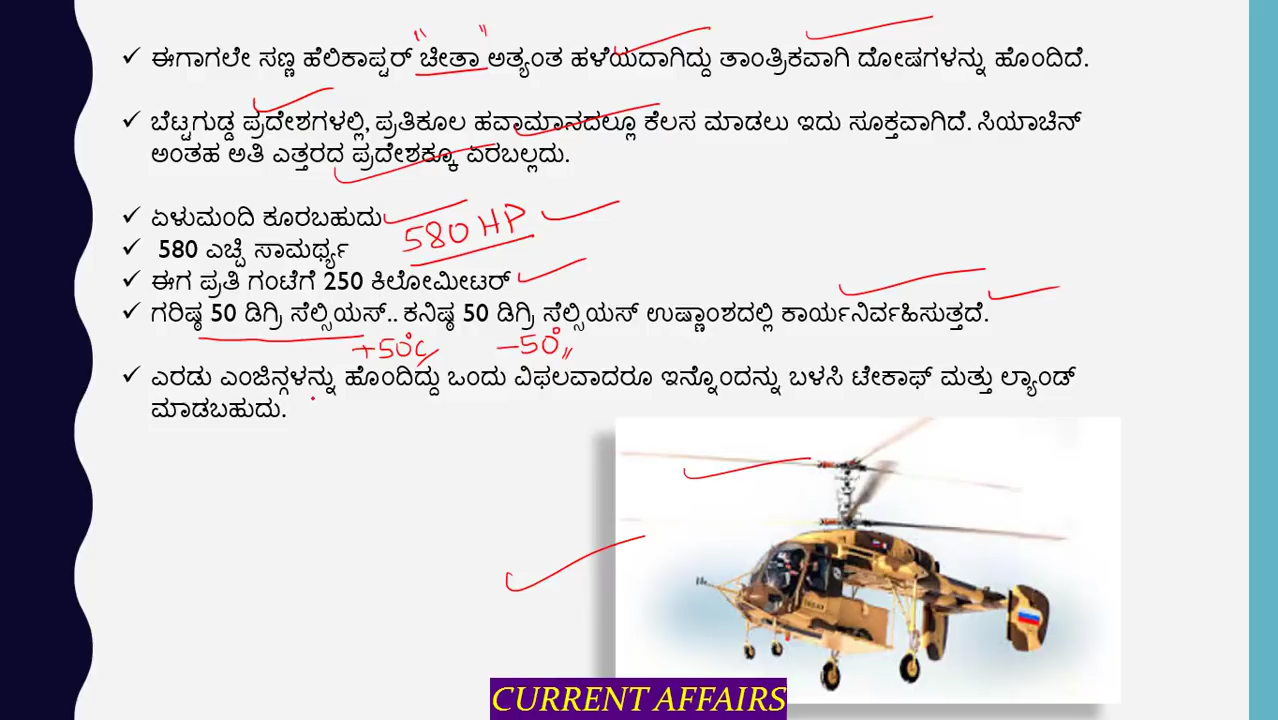 ಈಗಾಗಲೇ ಸಣ್ಣ ಹೆಲಿಕಾಪ್ಟರ್ "ಚೀತಾ" ಅತ್ಯಂತ ಹಳೆಯದಾಗಿದ್ದು ತಾಂತ್ರಿಕವಾಗಿ ದೋಷಗಳನ್ನು ಹೊಂದಿದೆ.
ಬೆಟ್ಟಗುಡ್ಡ ಪ್ರದೇಶಗಳಲ್ಲಿ, ಪ್ರತಿಕೂಲ ಹವಾಮಾನದಲ್ಲೂ ಕೆಲಸ ಮಾಡಲು ಇದು ಸೂಕ್ತವಾಗಿದೆ. ಸಿಯಾಚಿನ್
ಅಂತಹ ಅತಿ ಎತ್ತರದ ಪ್ರದೇಶಕ್ಕೂ ಏರಬಲ್ಲದು.
ಏಳುಮಂದಿ ಕೂರಬಹುದು
580 HP
580 ಎಚ್ಪಿ ಸಾಮರ್ಥ್ಯ
ಈಗ ಪ್ರತಿ ಗಂಟೆಗೆ 250 ಕಿಲೋಮೀಟರ್
ಗರಿಷ್ಠ 50 ಡಿಗ್ರಿ ಸೆಲ್ಸಿಯಸ್.. ಕನಿಷ್ಠ 50 ಡಿಗ್ರಿ ಸೆಲ್ಸಿಯಸ್ ಉಷ್ಣಾಂಶದಲ್ಲಿ ಕಾರ್ಯನಿರ್ವಹಿಸುತ್ತದೆ.
+50°C -50°
ಎರಡು ಎಂಜಿನ್ಗಳನ್ನು ಹೊಂದಿದ್ದು ಒಂದು ವಿಫಲವಾದರೂ ಇನ್ನೊಂದನ್ನು ಬಳಸಿ ಟೇಕಾಫ್ ಮತ್ತು ಲ್ಯಾಂಡ್
ಮಾಡಬಹುದು.
CURRENT AFFAIRS